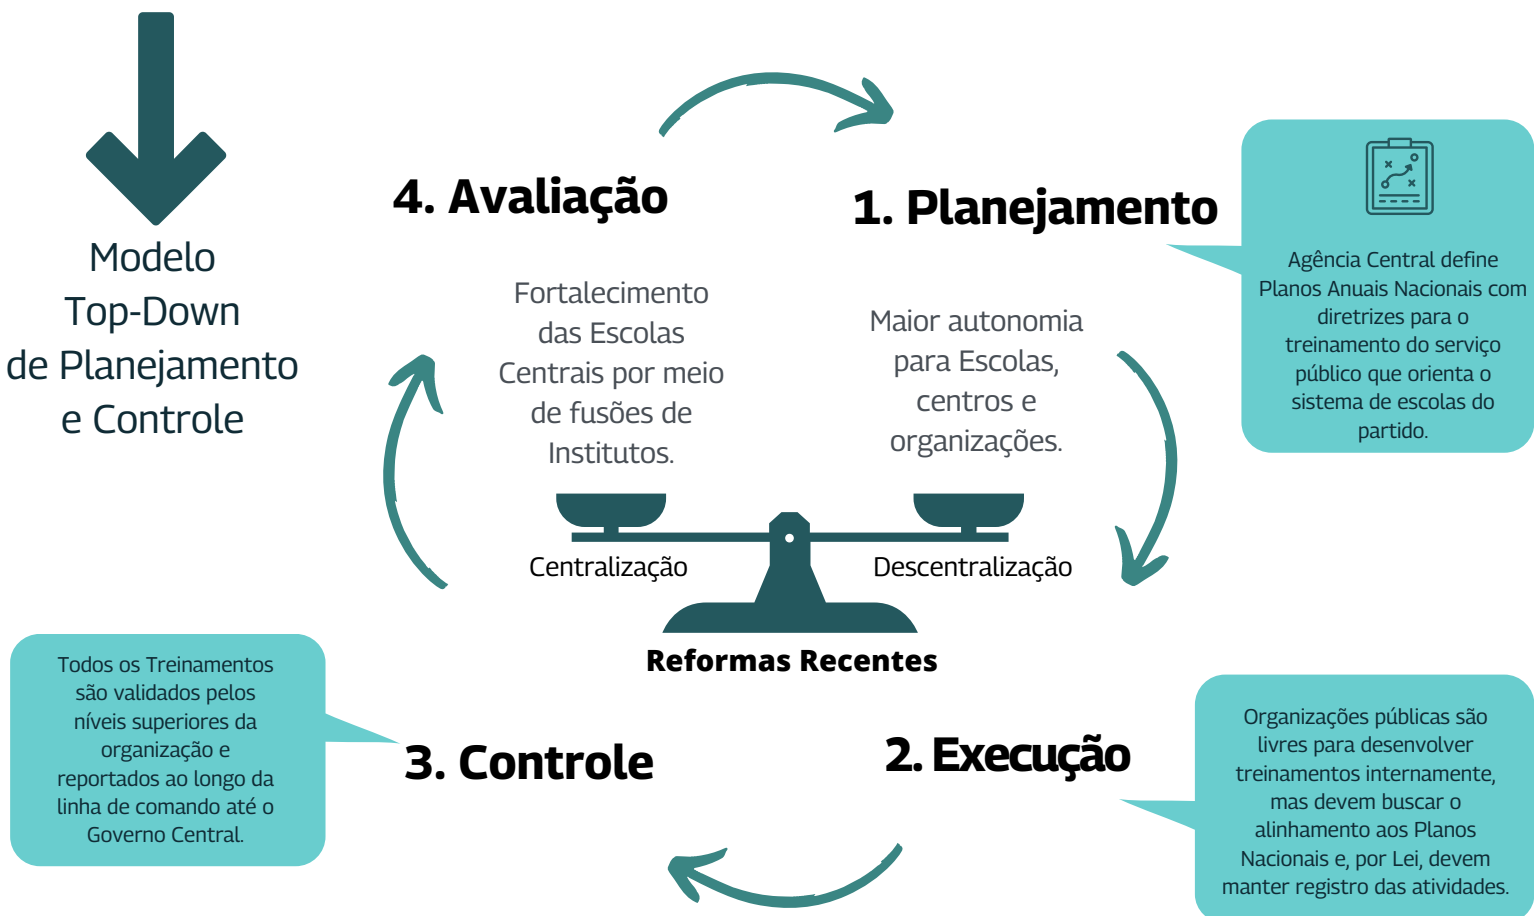 Modelo
Top-Down
de Planejamento
e Controle
4. Avaliação
Fortalecimento
das Escolas
Centrais por meio
de fusões de
Institutos.
1. Planejamento
Maior autonomia
para Escolas,
centros e
organizações.
Agência Central define
Planos Anuais Nacionais com
diretrizes para o
treinamento do serviço
público que orienta o
sistema de escolas do
partido.
Centralização
Descentralização
Reformas Recentes
Todos os Treinamentos
são validados pelos
níveis superiores da
organização e
reportados ao longo da
linha de comando até o
Governo Central.
3. Controle
2. Execução
Organizações públicas são
livres para desenvolver
treinamentos internamente,
mas devem buscar o
alinhamento aos Planos
Nacionais e, por Lei, devem
manter registro das atividades.